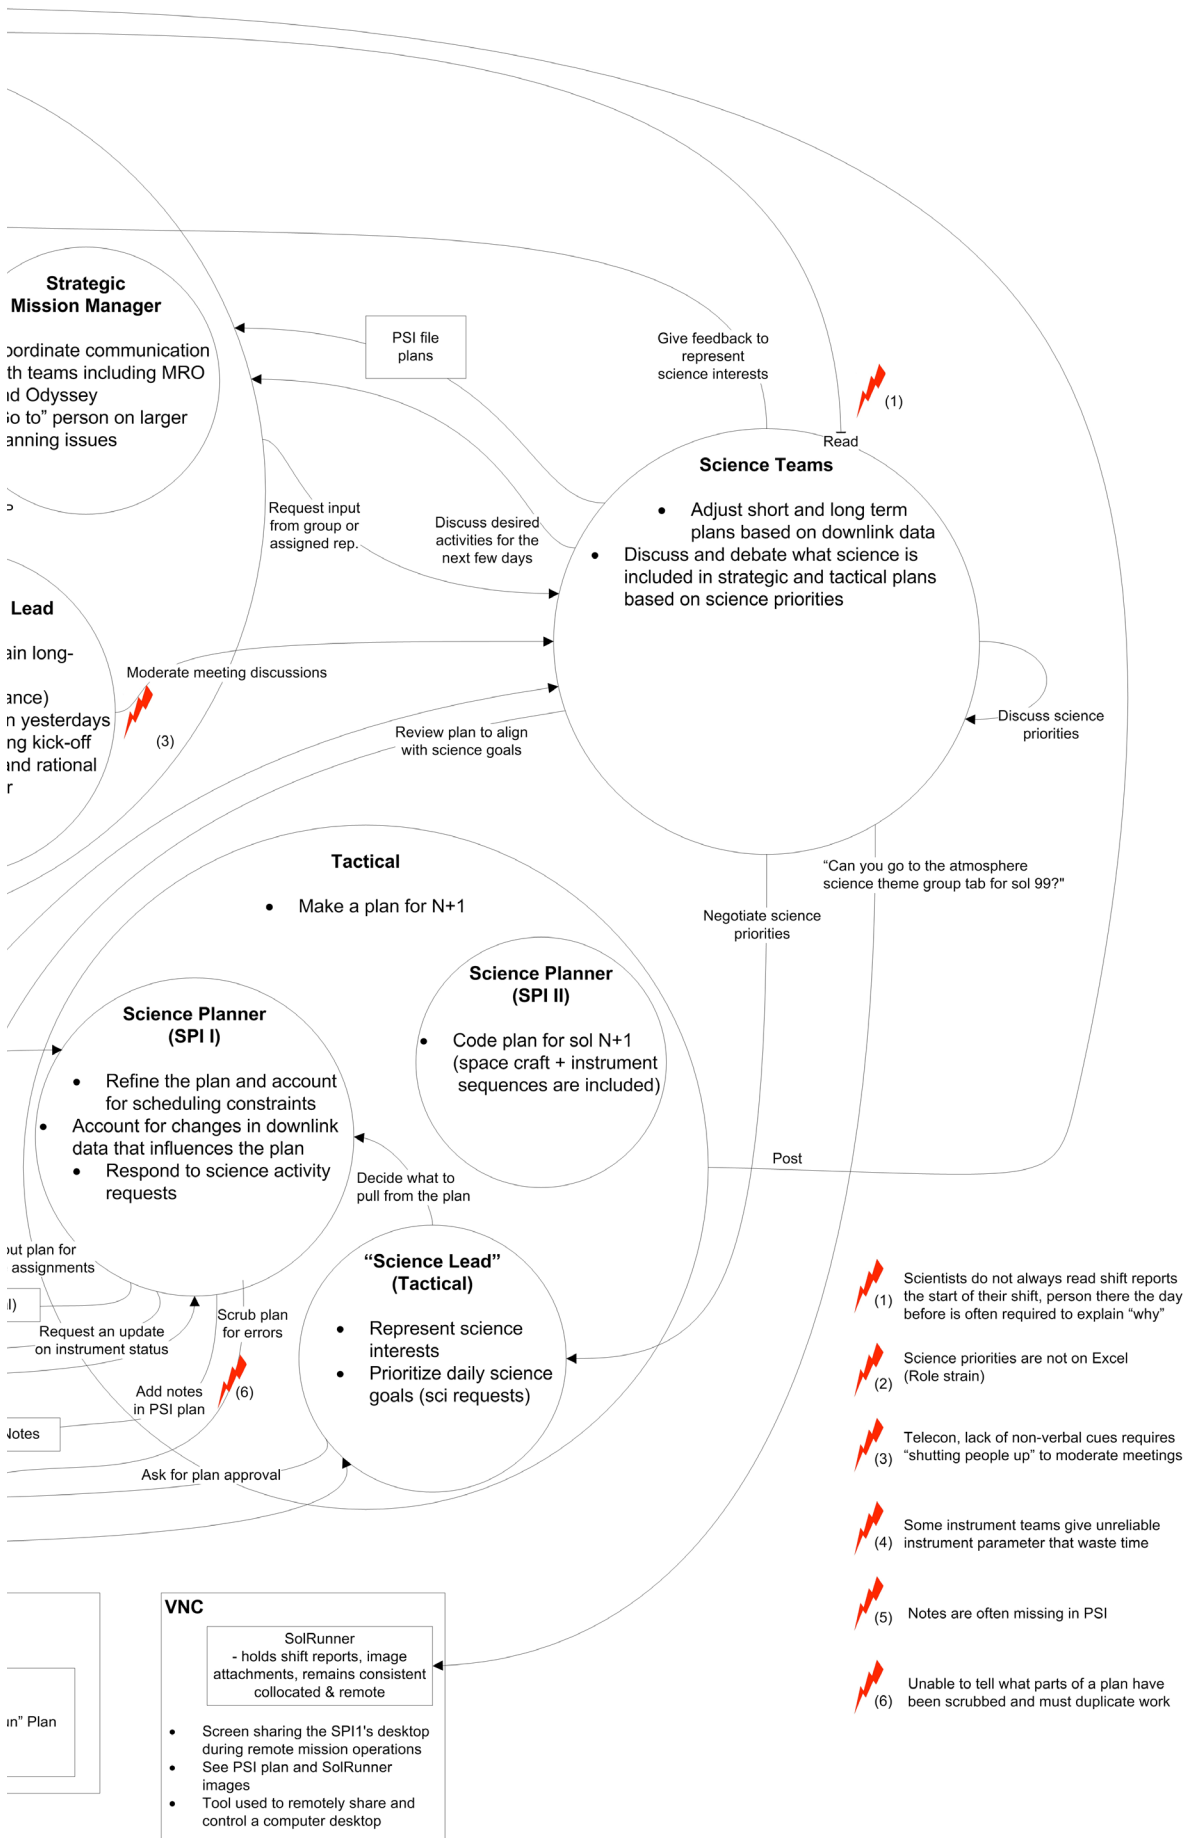 Strategic
Mission Manager
oordinate communication
th teams including MRO
nd Odyssey
Go to” person on larger
anning issues
PSI file
plans
Give feedback to
represent
science interests
(1)
Read
Science Teams
• Adjust short and long term
plans based on downlink data
• Discuss and debate what science is
included in strategic and tactical plans
based on science priorities
Request input
from group or
assigned rep.
Discuss desired
activities for the
next few days
Lead
ain long-
ance)
n yesterdays
ng kick-off
and rational
r
Moderate meeting discussions
(3)
Review plan to align
with science goals
Discuss science
priorities
Tactical
• Make a plan for N+1
“Can you go to the atmosphere
science theme group tab for sol 99?"
Negotiate science
priorities
Science Planner
(SPI II)
• Code plan for sol N+1
(space craft + instrument
sequences are included)
Science Planner
(SPI I)
• Refine the plan and account
for scheduling constraints
• Account for changes in downlink
data that influences the plan
• Respond to science activity
requests
Decide what to
pull from the plan
Post
“Science Lead”
(Tactical)
• Represent science
interests
• Prioritize daily science
goals (sci requests)
out plan for
assignments
l)
Request an update
on instrument status
Scrub plan
for errors
(6)
Add notes
in PSI plan
Notes
Ask for plan approval
(1) Scientists do not always read shift reports
the start of their shift, person there the day
before is often required to explain “why”
(2) Science priorities are not on Excel
(Role strain)
(3) Telecon, lack of non-verbal cues requires
“shutting people up” to moderate meetings
(4) Some instrument teams give unreliable
instrument parameter that waste time
(5) Notes are often missing in PSI
(6) Unable to tell what parts of a plan have
been scrubbed and must duplicate work
un” Plan
VNC
SolRunner
- holds shift reports, image
attachments, remains consistent
collocated & remote
• Screen sharing the SPI1's desktop
during remote mission operations
• See PSI plan and SolRunner
images
• Tool used to remotely share and
control a computer desktop